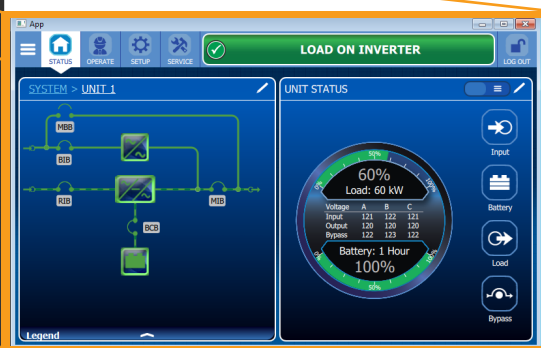 App
STATUS
OPERATE
SETUP
SERVICE
LOAD ON INVERTER
LOG OUT
SYSTEM > UNIT 1
MBB
BIB
RIB
MIB
BCB
Legend
UNIT STATUS
50%
0%
100%
60%
Load: 60 kW
Voltage A B C
Input 121 122 121
Output 120 120 120
Bypass 122 123 122
Battery: 1 Hour
100%
0%
100%
50%
Input
Battery
Load
Bypass